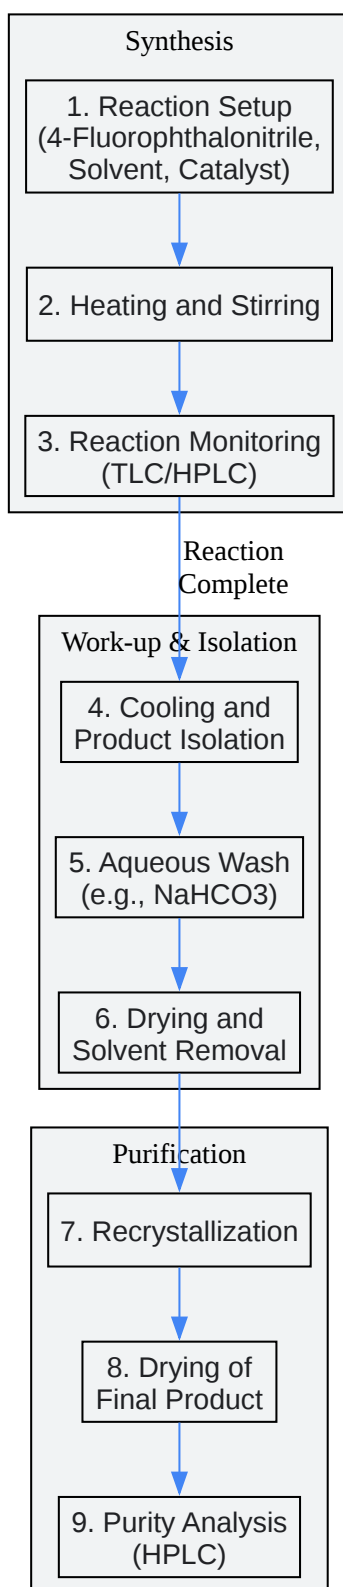 Synthesis
1. Reaction Setup
(4-Fluorophthalonitrile,
Solvent, Catalyst)
2. Heating and Stirring
3. Reaction Monitoring
(TLC/HPLC)
Reaction
Complete
Work-up & Isolation
4. Cooling and
Product Isolation
5. Aqueous Wash
(e.g., NaHCO3)
6. Drying and
Solvent Removal
Purification
7. Recrystallization
8. Drying of
Final Product
9. Purity Analysis
(HPLC)